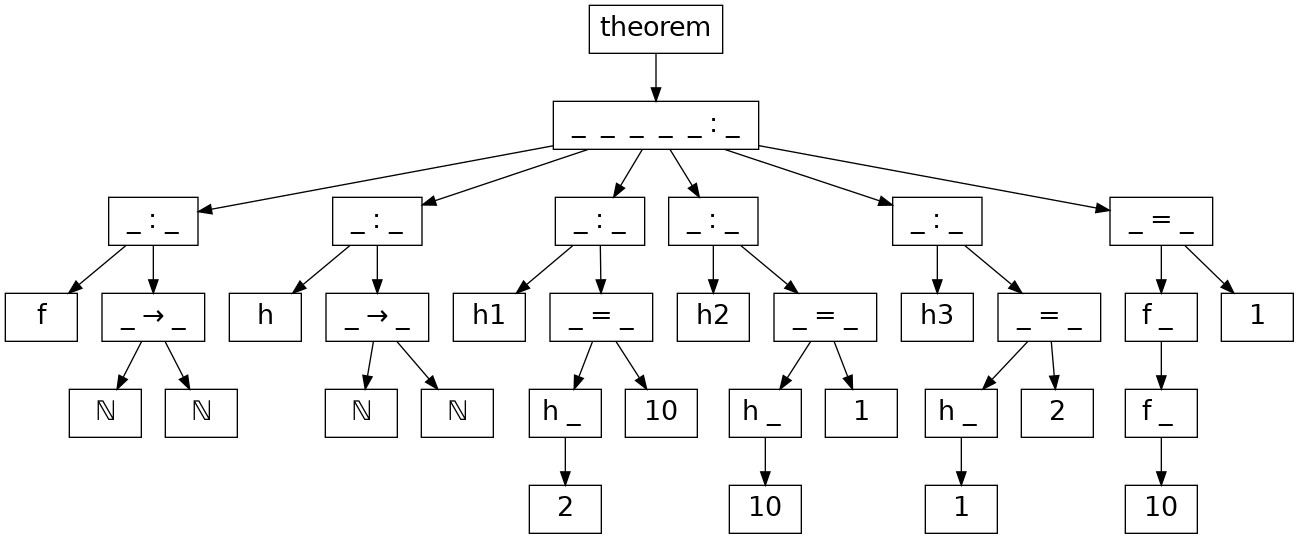 theorem
_ _ _ _ _ : _
_ : _ _ : _ _ : _ _ : _ _ : _ _ = _
f _ → _ h _ → _ h1 _ = _ h2 _ = _ h3 _ = _ f _ 1
ℕ ℕ ℕ ℕ h _ 10 h _ 1 h _ 2 f _
2 10 1 10